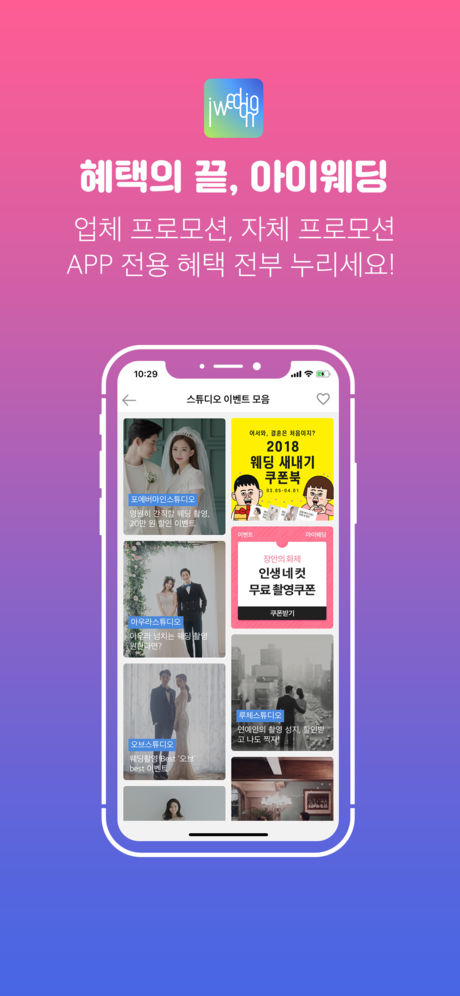 iwedding
혜택의 끝, 아이웨딩
업체 프로모션, 자체 프로모션
APP 전용 혜택 전부 누리세요!
10:29
스튜디오 이벤트 모음
포에버마인스튜디오
영원히 간직할 웨딩 촬영,
20만 원 할인 이벤트
어서와, 결혼은 처음이지?
2018
웨딩 새내기
쿠폰북
03.05-04.01
이벤트
아이웨딩
장안의 화제
인생 네 컷
무료 촬영쿠폰
쿠폰받기
아우라스튜디오
아우라 넘치는 웨딩 촬영
원한다면?
루체스튜디오
연예인의 촬영 성지, 할인받
고 나도 찍자!
오브스튜디오
웨딩촬영 Best '오브'
best 이벤트